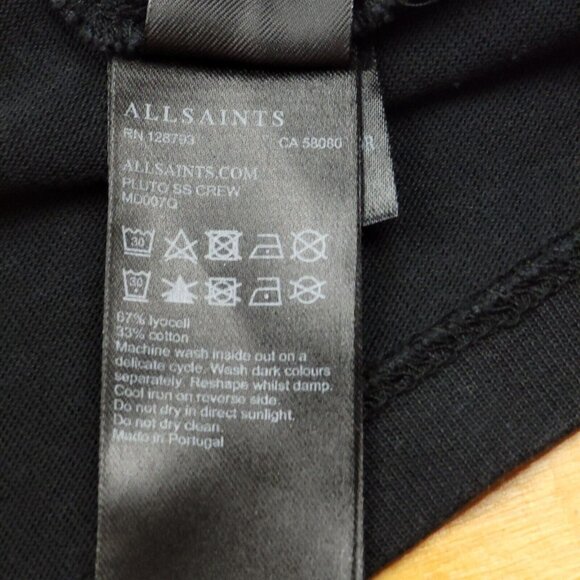 ALLSAINTS
RN 128793 CA 58080
ALLSAINTS.COM
PLUTO SS CREW
MD007Q
30
30
67% lyocell
33% cotton
Machine wash inside out on a
delicate cycle. Wash dark colours
separately. Reshape whilst damp.
Cool iron on reverse side.
Do not dry in direct sunlight.
Do not dry clean.
Made in Portugal